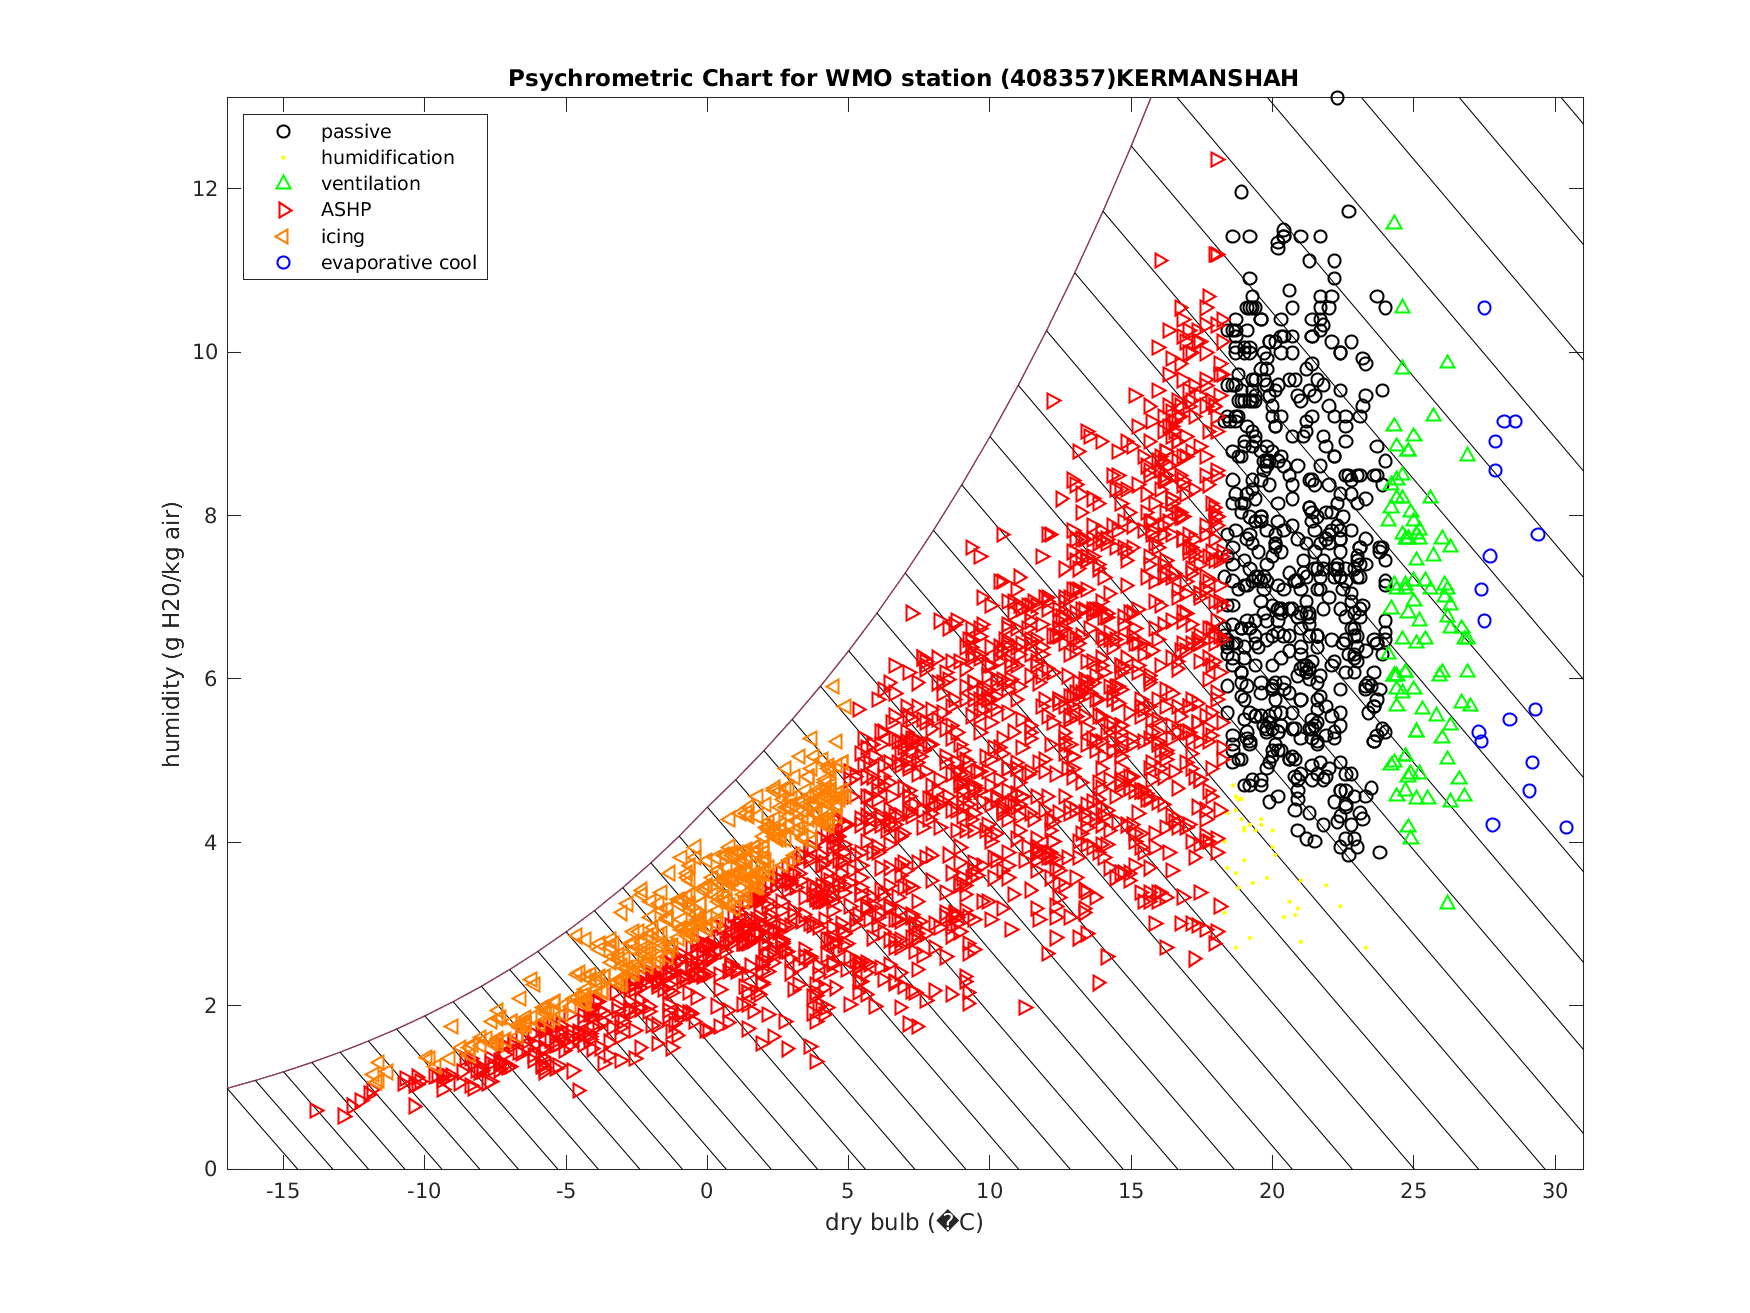 Psychrometric Chart for WMO station (408357)KERMANSHAH
passive
humidification
ventilation
ASHP
icing
evaporative cool
humidity (g H20/kg air)
12
10
8
6
4
2
0
-15 -10 -5 0 5 10 15 20 25 30
dry bulb (�C)